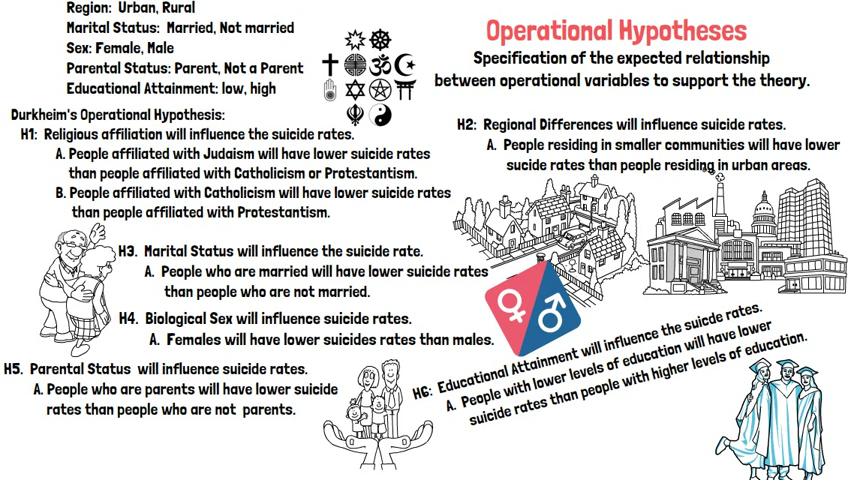 Region: Urban, Rural
Marital Status: Married, Not married
Sex: Female, Male
Parental Status: Parent, Not a Parent
Educational Attainment: low, high
Durkheim's Operational Hypothesis:
H1: Religious affiliation will influence the suicide rates.
A. People affiliated with Judaism will have lower suicide rates
than people affiliated with Catholicism or Protestantism.
B. People affiliated with Catholicism will have lower suicide rates
than people affiliated with Protestantism.
Operational Hypotheses
Specification of the expected relationship
between operational variables to support the theory.
H2: Regional Differences will influence suicide rates.
A. People residing in smaller communities will have lower
sucide rates than people residing in urban areas.
H3. Marital Status will influence the suicide rate.
A. People who are married will have lower suicide rates
than people who are not married.
H4. Biological Sex will influence suicide rates.
A. Females will have lower suicides rates than males.
H5. Parental Status will influence suicide rates.
A. People who are parents will have lower suicide
rates than people who are not parents.
H6: Educational Attainment will influence the suicde rates.
A. People with lower levels of education will have lower
suicide rates than people with higher levels of education.